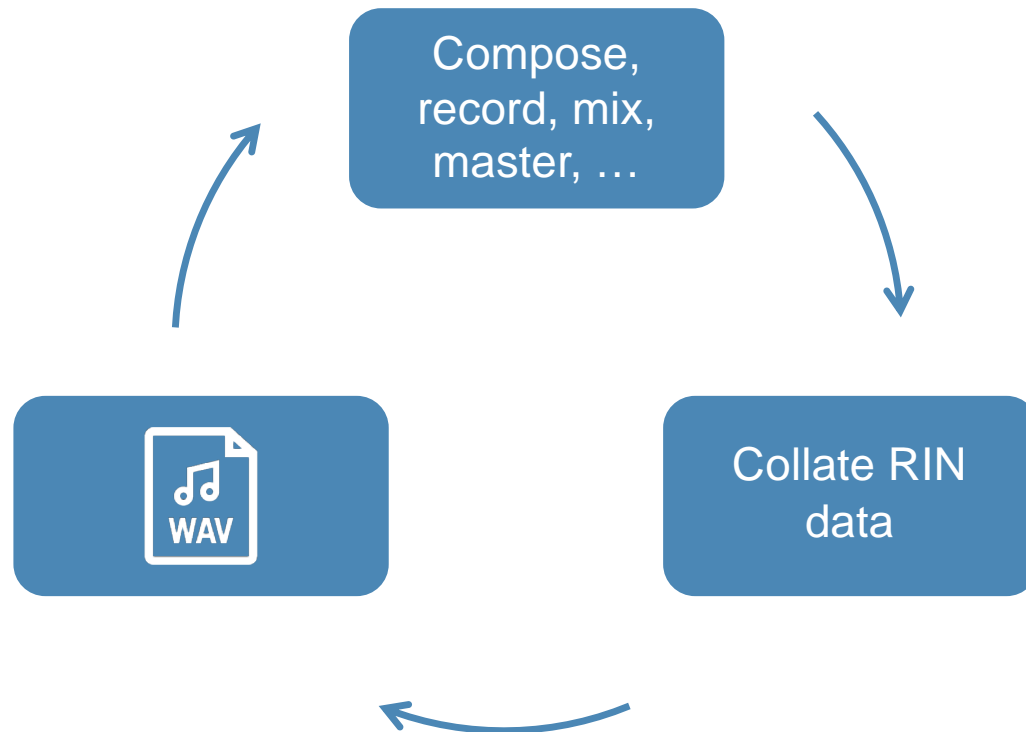 Compose,
record, mix,
master, …
WAV
Collate RIN
data